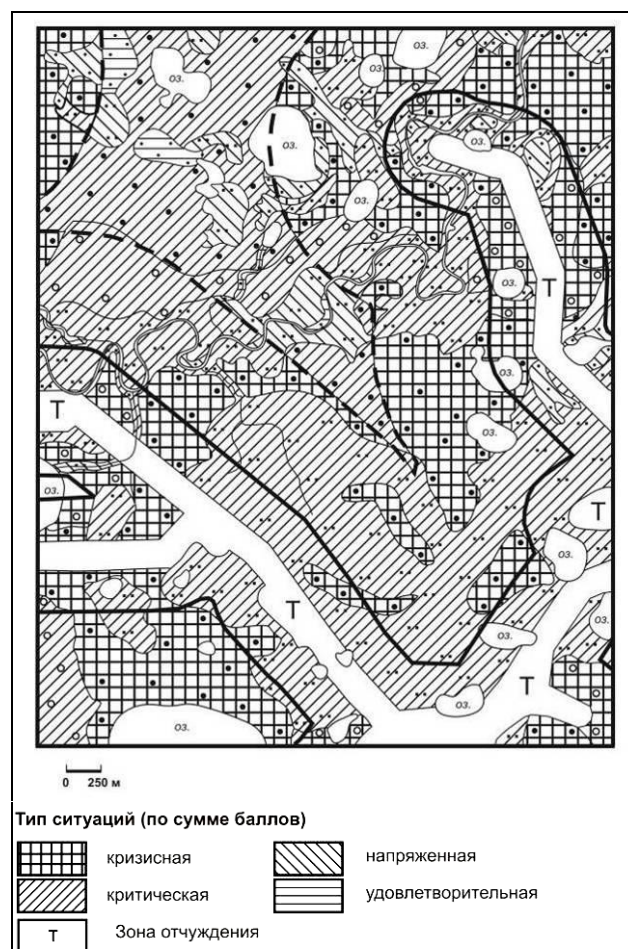 оз.
оз.
оз.
оз.
оз.
оз.
оз.
Т
оз.
Т
оз.
оз.
Т
оз.
Т
оз.
оз.
Т
оз.
оз.
0 250 м
Тип ситуаций (по сумме баллов)
кризисная
напряженная
критическая
удовлетворительная
Т
Зона отчуждения